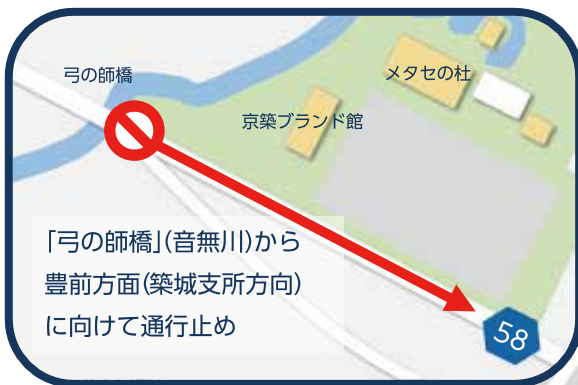 弓の師橋
メタセの杜
京築ブランド館
「弓の師橋」(音無川)から
豊前方面(築城支所方向)
に向けて通行止め
58